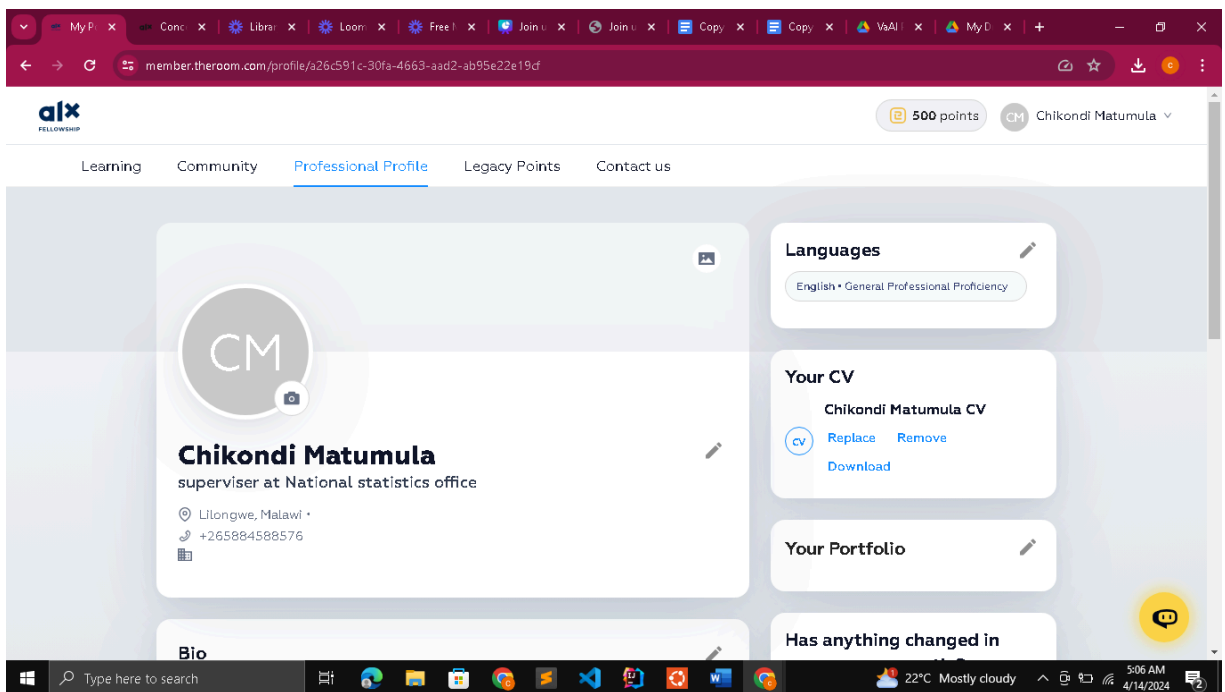 My P
Conc
Librar
Loom
Free
Join u
Join u
Copy
Copy
VaAI
My D
member.theroom.com/profile/a26c591c-30fa-4663-aad2-ab95e22e19cf
alx
FELLOWSHIP
500 points
CM
Chikondi Matumula
Learning
Community
Professional Profile
Legacy Points
Contact us
CM
Chikondi Matumula
superviser at National statistics office
Lilongwe, Malawi •
+265884588576
Bio
Languages
English • General Professional Proficiency
Your CV
Chikondi Matumula CV
CV
Replace Remove
Download
Your Portfolio
Has anything changed in
Type here to search
22°C Mostly cloudy
5:06 AM
4/14/2024
2